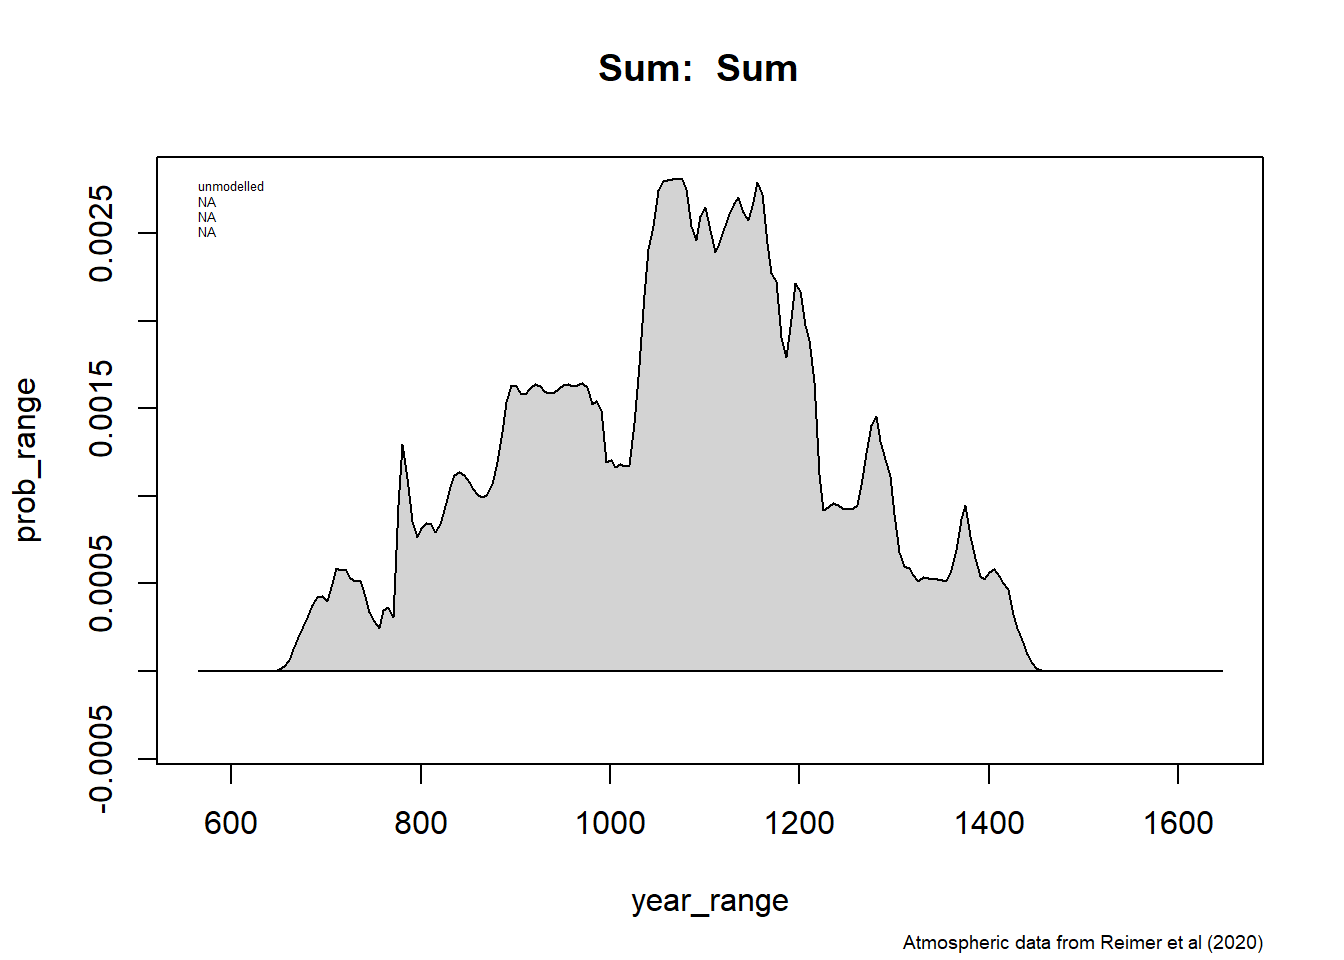 Sum:  Sum
unmodelled
NA
NA
NA
prob_range
0.0025
0.0015
0.0005
-0.0005
600 800 1000 1200 1400 1600
year_range
Atmospheric data from Reimer et al (2020)